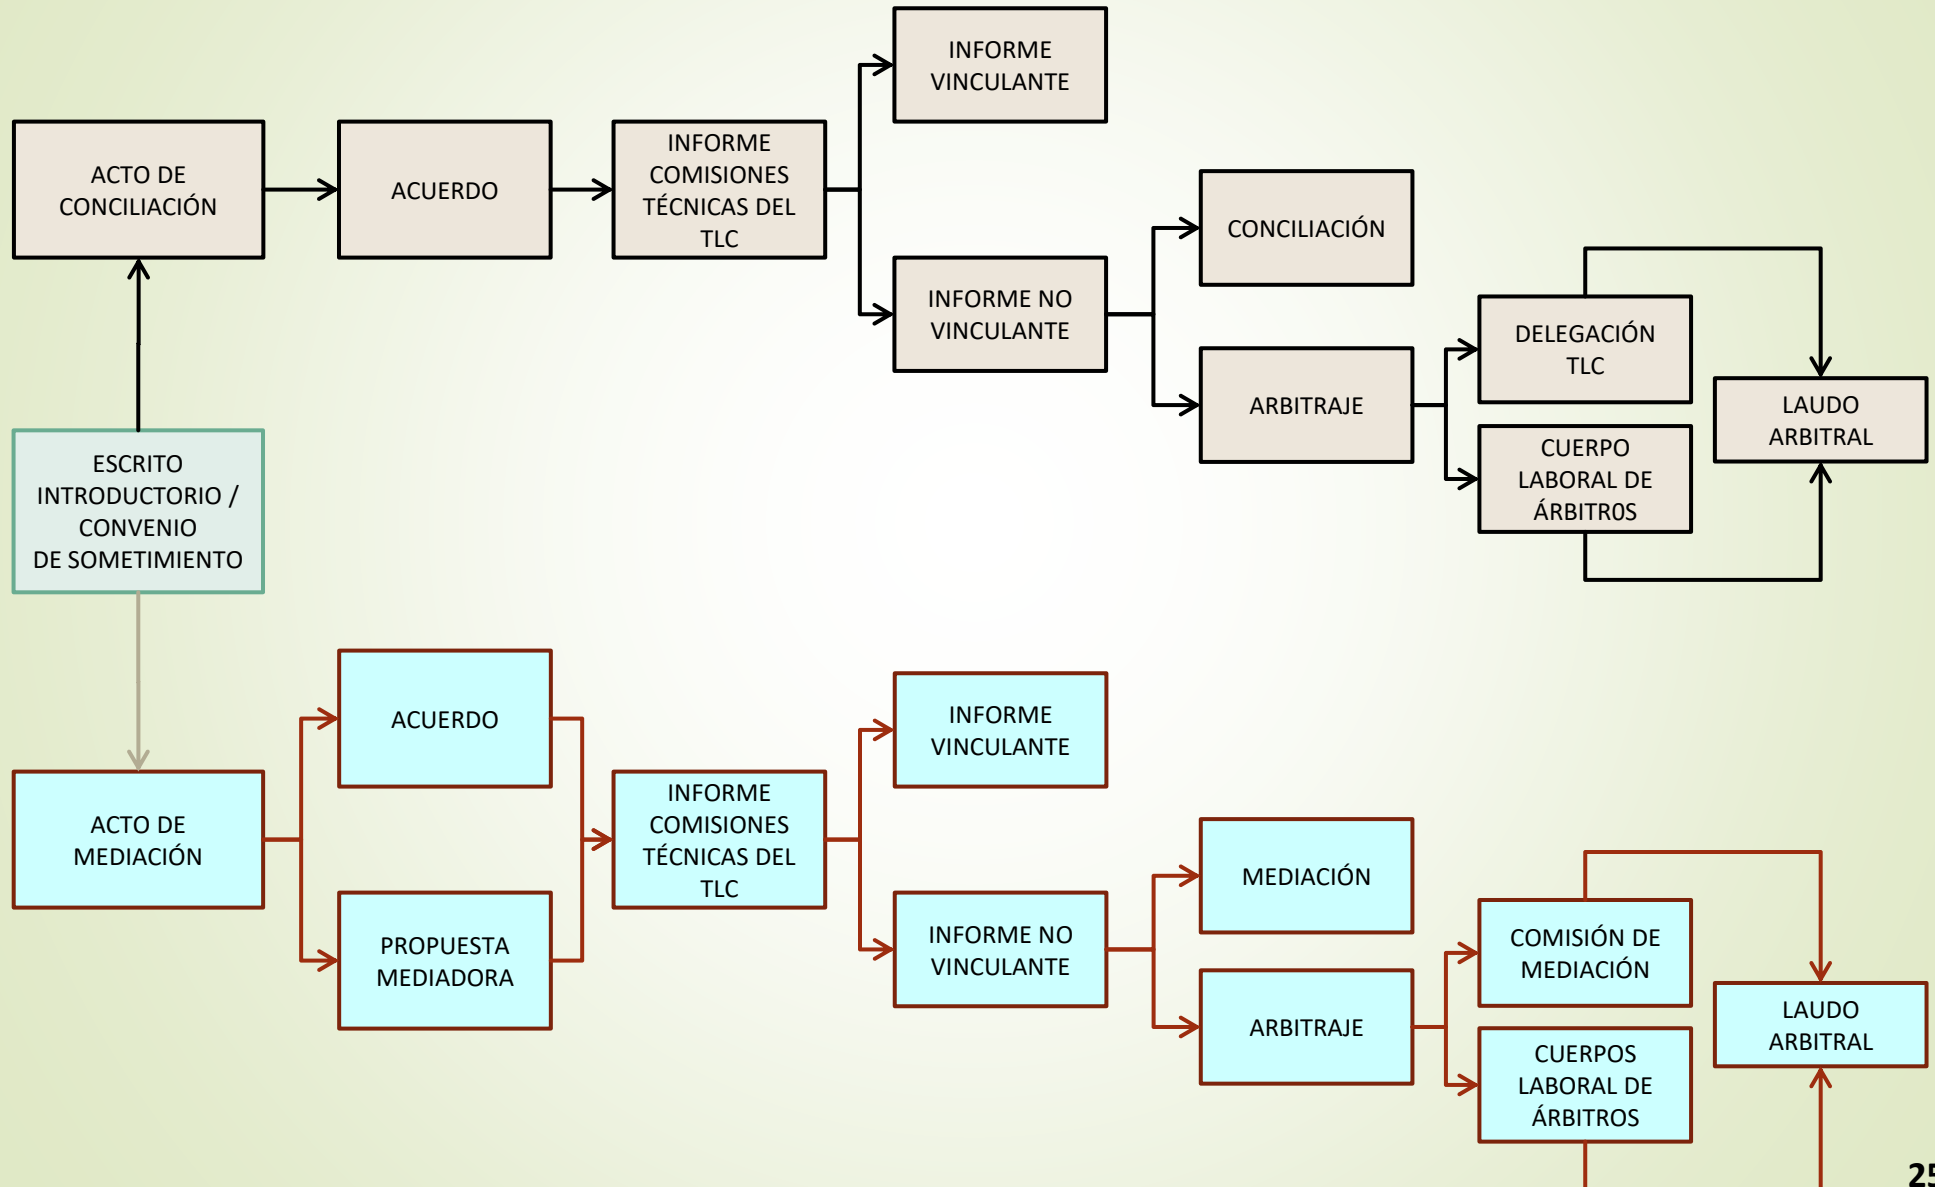 INFORME
VINCULANTE
ACTO DE
CONCILIACIÓN
ACUERDO
INFORME
COMISIONES
TÉCNICAS DEL
TLC
CONCILIACIÓN
INFORME NO
VINCULANTE
DELEGACIÓN
TLC
ARBITRAJE
LAUDO
ARBITRAL
CUERPO
LABORAL DE
ÁRBITR0S
ESCRITO
INTRODUCTORIO /
CONVENIO
DE SOMETIMIENTO
ACUERDO
INFORME
VINCULANTE
ACTO DE
MEDIACIÓN
INFORME
COMISIONES
TÉCNICAS DEL
TLC
MEDIACIÓN
PROPUESTA
MEDIADORA
INFORME NO
VINCULANTE
COMISIÓN DE
MEDIACIÓN
ARBITRAJE
LAUDO
ARBITRAL
CUERPOS
LABORAL DE
ÁRBITROS
25